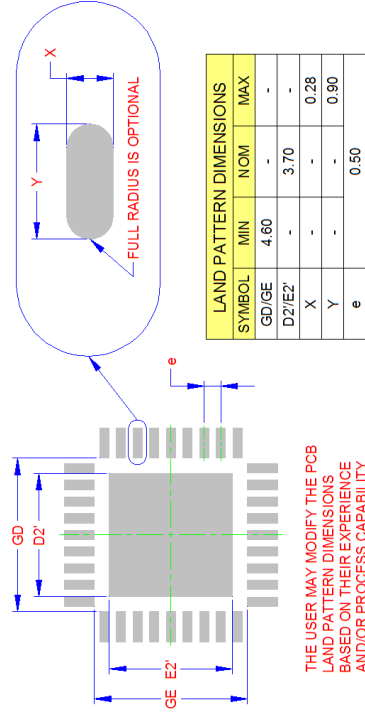 GD
D2'
GE
E2'
e
Y
X
FULL RADIUS IS OPTIONAL
LAND PATTERN DIMENSIONS
SYMBOL MIN NOM MAX
GD/GE 4.60 - -
D2'/E2' - 3.70 -
X - - 0.28
Y - - 0.90
e 0.50
THE USER MAY MODIFY THE PCB
LAND PATTERN DIMENSIONS
BASED ON THEIR EXPERIENCE
AND/OR PROCESS CAPABILITY